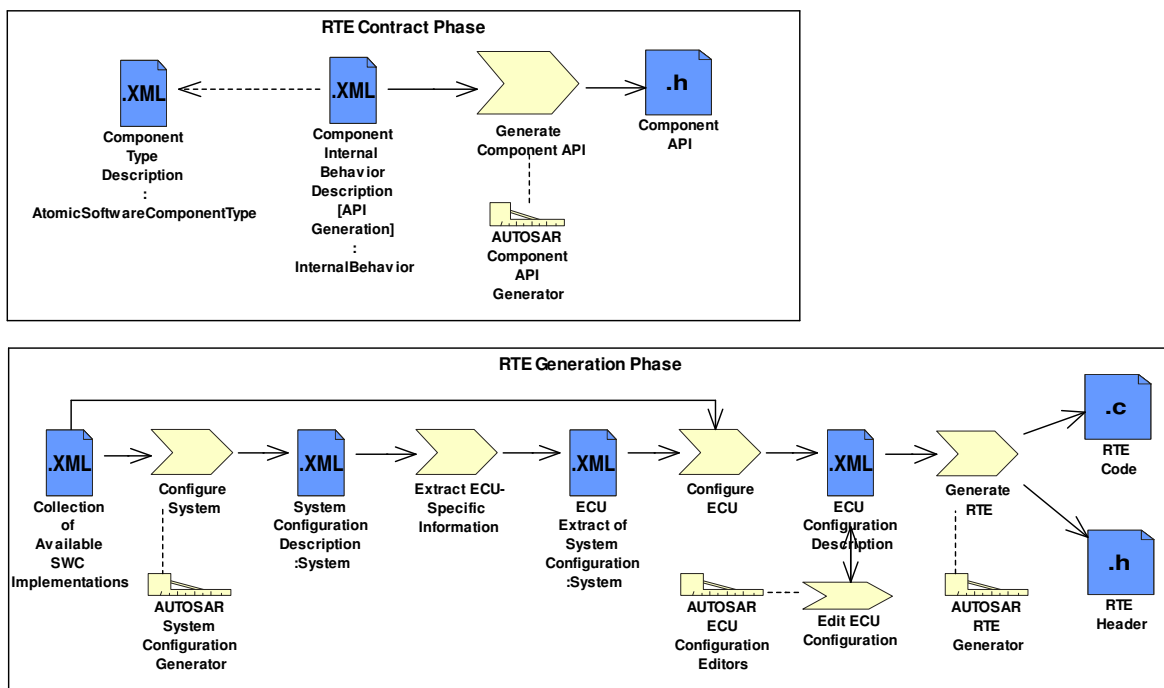 RTE Contract Phase
.XML
.XML
.h
Component
Type
Description
:
AtomicSoftwareComponentType
Component
Internal
Behavior
Description
[API
Generation]
:
InternalBehavior
Generate
Component API
Component
API
AUTOSAR
Component
API
Generator
RTE Generation Phase
.XML
.XML
.XML
.XML
.c
.h
Collection
of
Available
SWC
Implementations
Configure
System
System
Configuration
Description
:System
Extract ECU-
Specific
Information
ECU
Extract of
System
Configuration
:System
Configure
ECU
ECU
Configuration
Description
Generate
RTE
RTE
Code
RTE
Header
AUTOSAR
System
Configuration
Generator
AUTOSAR
ECU
Configuration
Editors
Edit ECU
Configuration
AUTOSAR
RTE
Generator